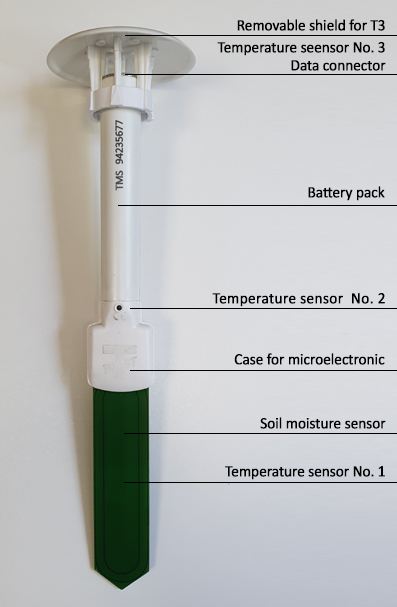 Removable shield for T3
Temperature seensor No. 3
Data connector
TMS 94235677
Battery pack
Temperature sensor No. 2
Case for microelectronic
Soil moisture sensor
Temperature sensor No. 1